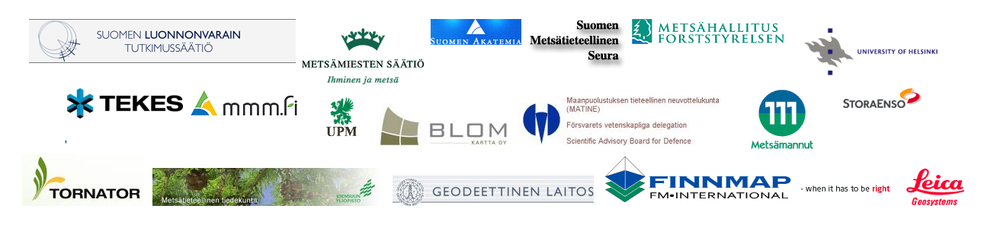 SUOMEN LUONNONVARAIN
TUTKIMUSSÄÄTIÖ
METSÄMIESTEN SÄÄTIÖ
Ihminen ja metsä
SUOMEN AKATEMIA
Suomen
Metsätieteellinen
Seura
METSÄHALLITUS
FORSTSTYRELSEN
UNIVERSITY OF HELSINKI
TEKES
mmm.fi
UPM
BLOM
KARTTA OY
Maanpuolustuksen tieteellinen neuvottelukunta
(MATINE)
Försvarets vetenskapliga delegation
Scientific Advisory Board for Defence
Metsämannut
STORAENSO
TORNATOR
Metsätieteellinen tiedekunta
JOENSUUN
YLIOPISTO
GEODEETTINEN LAITOS
FINNMAP
FM-INTERNATIONAL
- when it has to be right
Leica
Geosystems